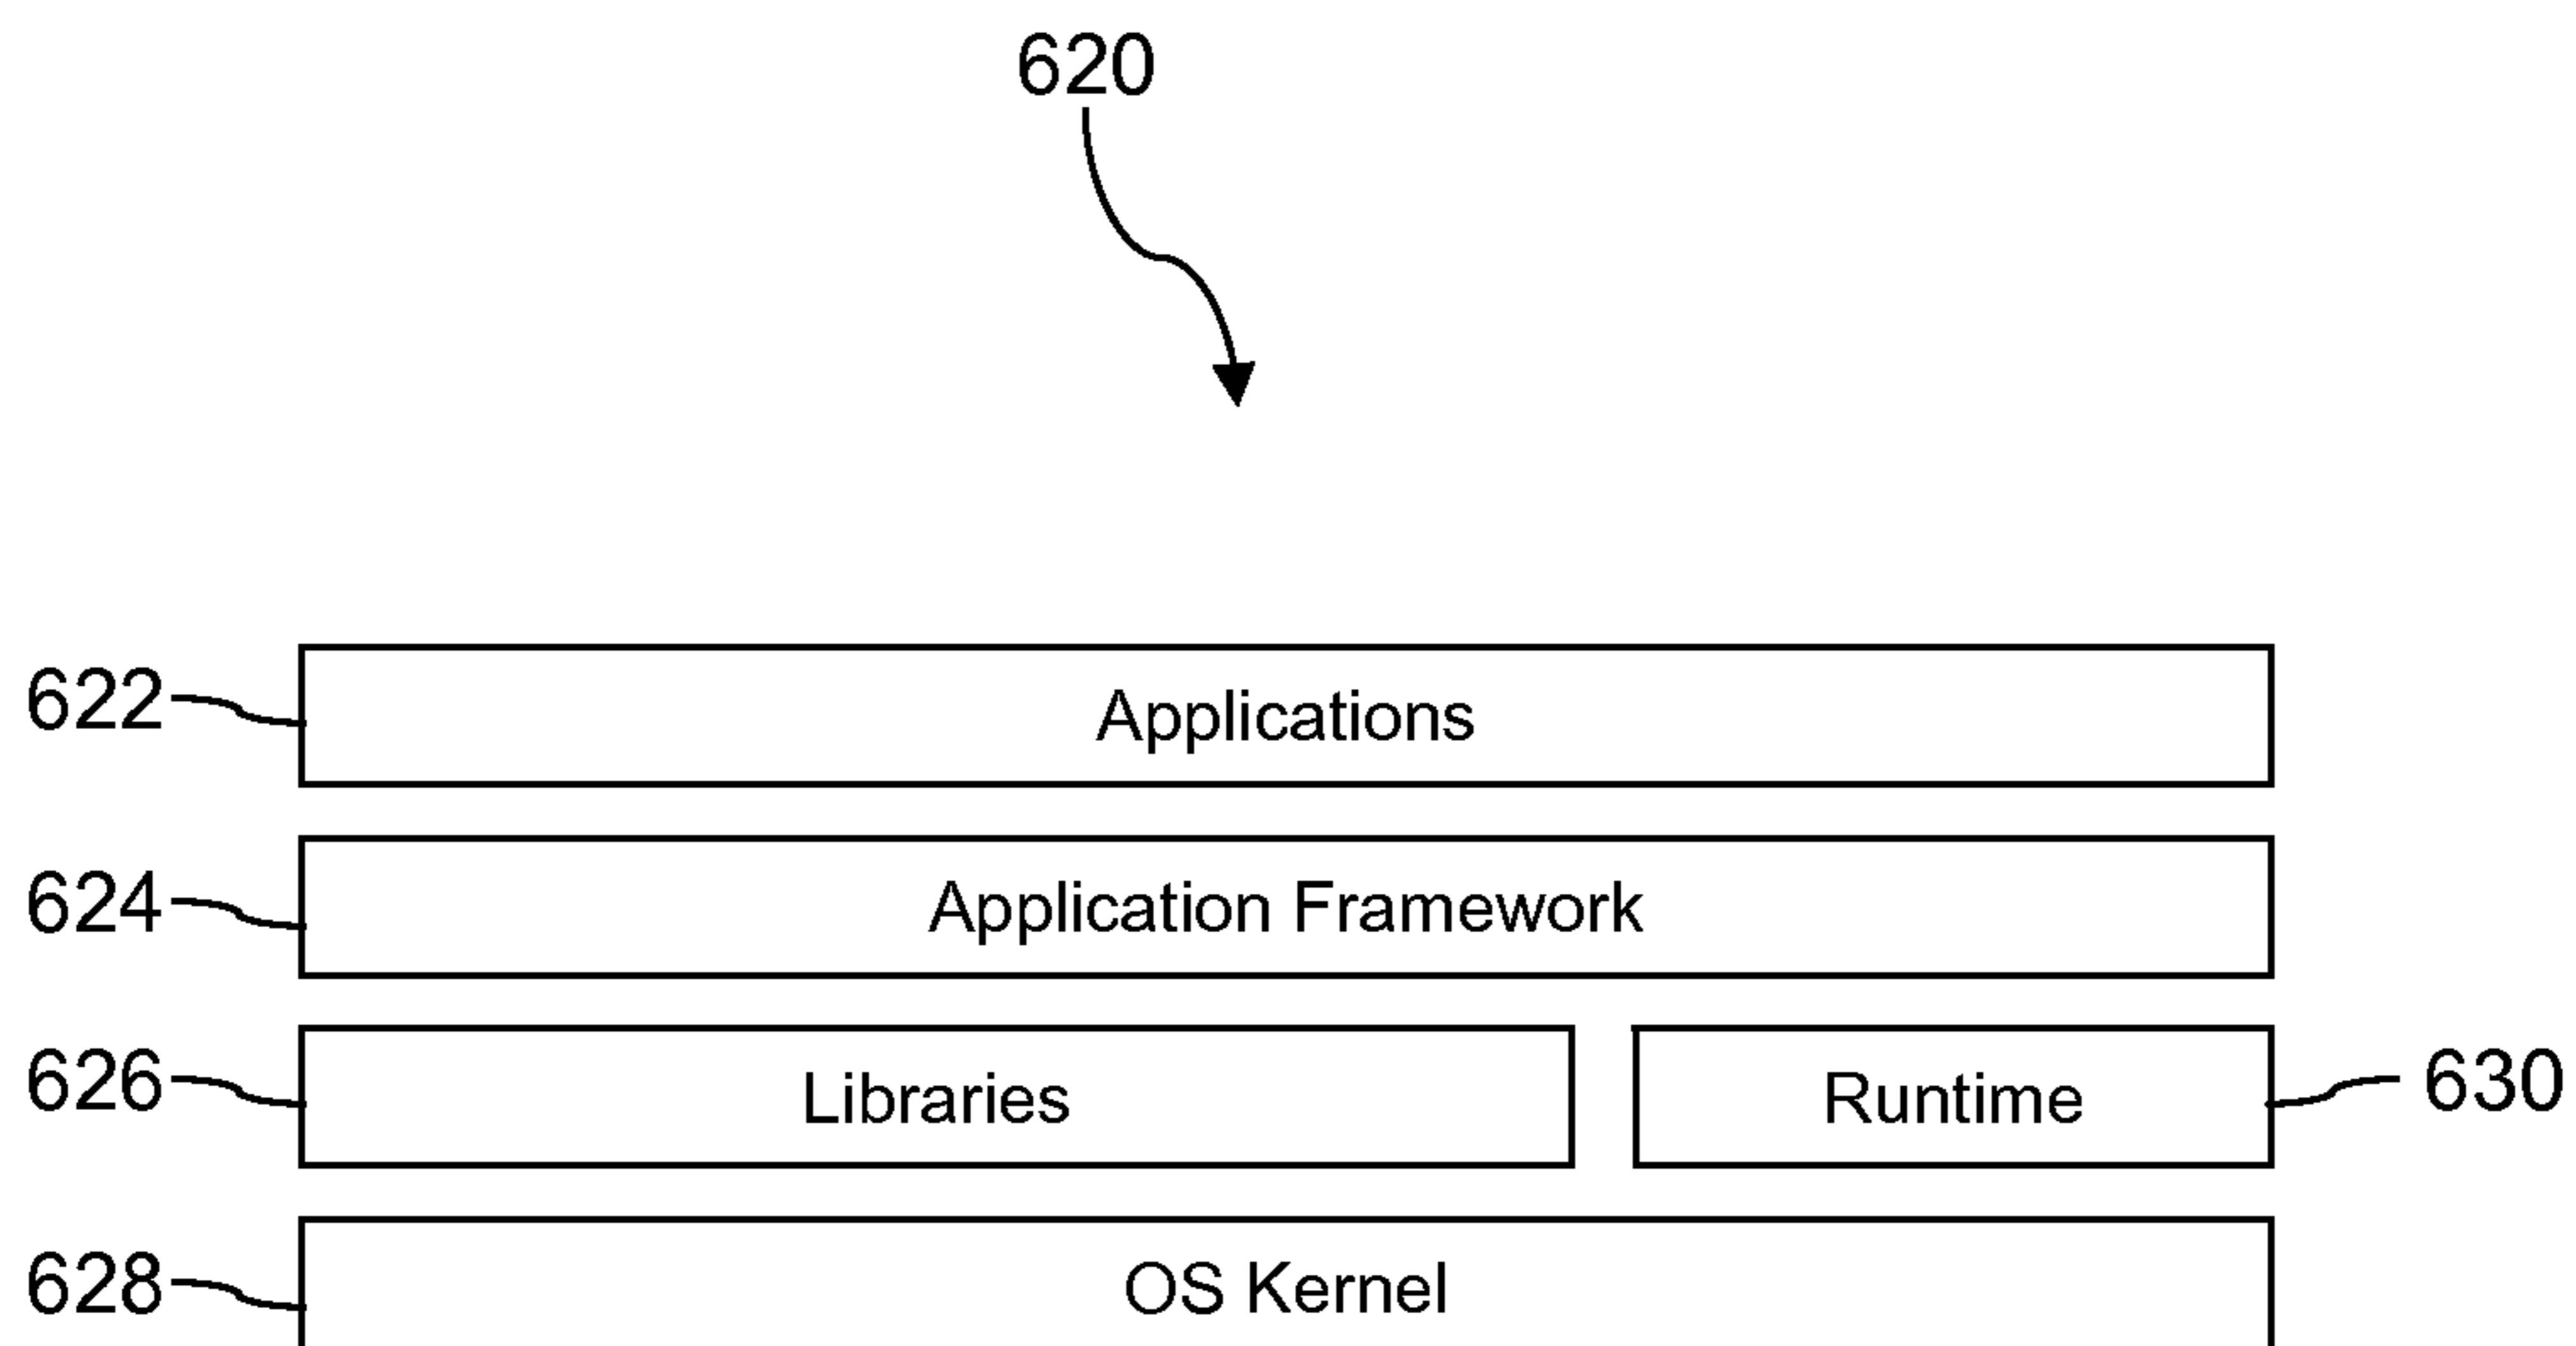 620
622 Applications
624 Application Framework
626 Libraries Runtime 630
628 OS Kernel